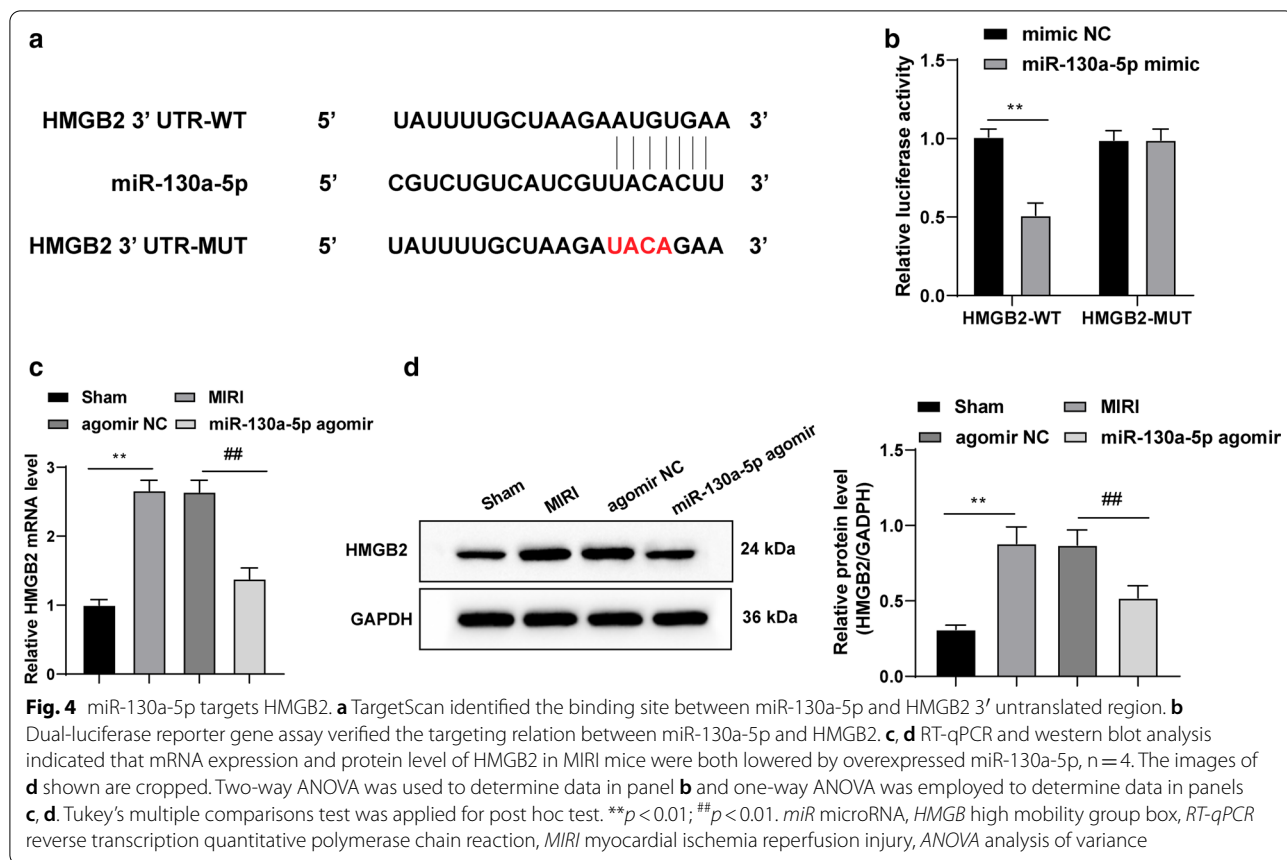 a
HMGB2 3' UTR-WT 5' UAUUUUGCUAAGAAUGUGAA 3'
miR-130a-5p 5' CGUCUGUCAUCGUUACACUU 3'
HMGB2 3' UTR-MUT 5' UAUUUUGCUAAGAUACAGAA 3'
b
mimic NC
miR-130a-5p mimic
Relative luciferase activity
1.5
1.0
0.5
0.0
**
HMGB2-WT HMGB2-MUT
c
Sham MIRI
agomir NC miR-130a-5p agomir
Relative HMGB2 mRNA level
3
2
1
0
** ##
d
Sham MIRI agomir NC miR-130a-5p agomir
HMGB2 24 kDa
GAPDH 36 kDa
Sham MIRI
agomir NC miR-130a-5p agomir
Relative protein level
(HMGB2/GADPH)
1.5
1.0
0.5
0.0
** ##
Fig. 4 miR-130a-5p targets HMGB2. a TargetScan identified the binding site between miR-130a-5p and HMGB2 3′ untranslated region. b
Dual-luciferase reporter gene assay verified the targeting relation between miR-130a-5p and HMGB2. c, d RT-qPCR and western blot analysis
indicated that mRNA expression and protein level of HMGB2 in MIRI mice were both lowered by overexpressed miR-130a-5p, n = 4. The images of
d shown are cropped. Two-way ANOVA was used to determine data in panel b and one-way ANOVA was employed to determine data in panels
c, d. Tukey's multiple comparisons test was applied for post hoc test. **p < 0.01; ##p < 0.01. miR microRNA, HMGB high mobility group box, RT-qPCR
reverse transcription quantitative polymerase chain reaction, MIRI myocardial ischemia reperfusion injury, ANOVA analysis of variance